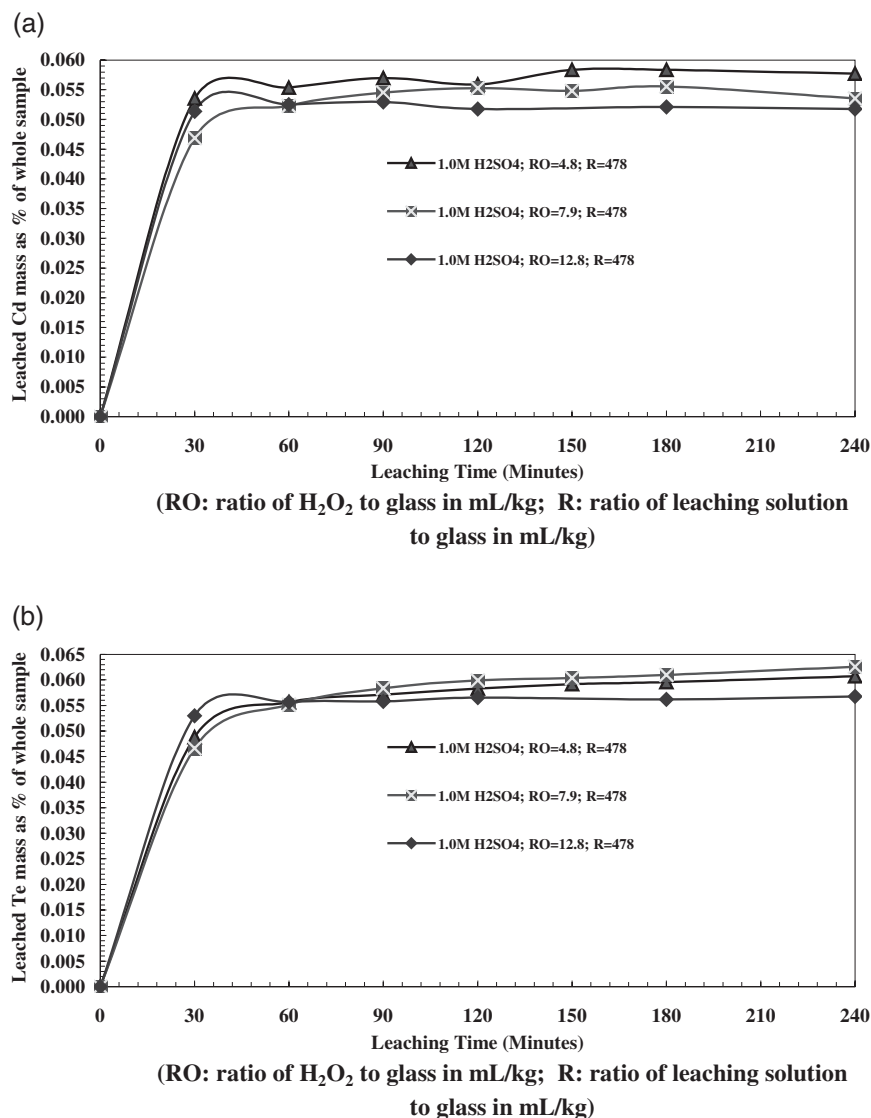 (a)
0.060
0.055
0.050
0.045
0.040
0.035
0.030
0.025
0.020
0.015
0.010
0.005
0.000
Leached Cd mass as % of whole sample
1.0M H2SO4; RO=4.8; R=478
1.0M H2SO4; RO=7.9; R=478
1.0M H2SO4; RO=12.8; R=478
0 30 60 90 120 150 180 210 240
Leaching Time (Minutes)
(RO: ratio of H₂O₂ to glass in mL/kg; R: ratio of leaching solution
to glass in mL/kg)
(b)
0.065
0.060
0.055
0.050
0.045
0.040
0.035
0.030
0.025
0.020
0.015
0.010
0.005
0.000
Leached Te mass as % of whole sample
1.0M H2SO4; RO=4.8; R=478
1.0M H2SO4; RO=7.9; R=478
1.0M H2SO4; RO=12.8; R=478
0 30 60 90 120 150 180 210 240
Leaching Time (Minutes)
(RO: ratio of H₂O₂ to glass in mL/kg; R: ratio of leaching solution
to glass in mL/kg)